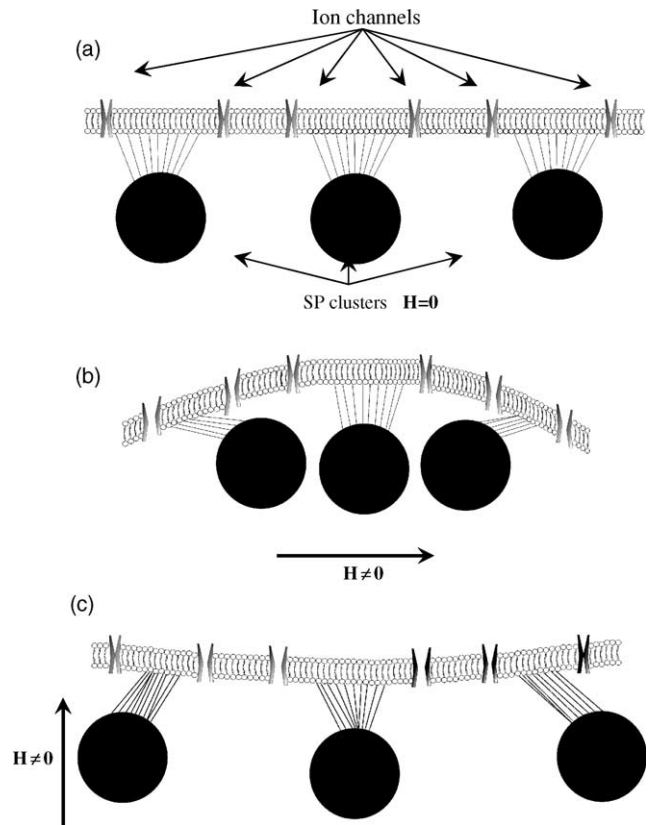 Ion channels
(a)
SP clusters H=0
(b)
H≠0
(c)
H≠0